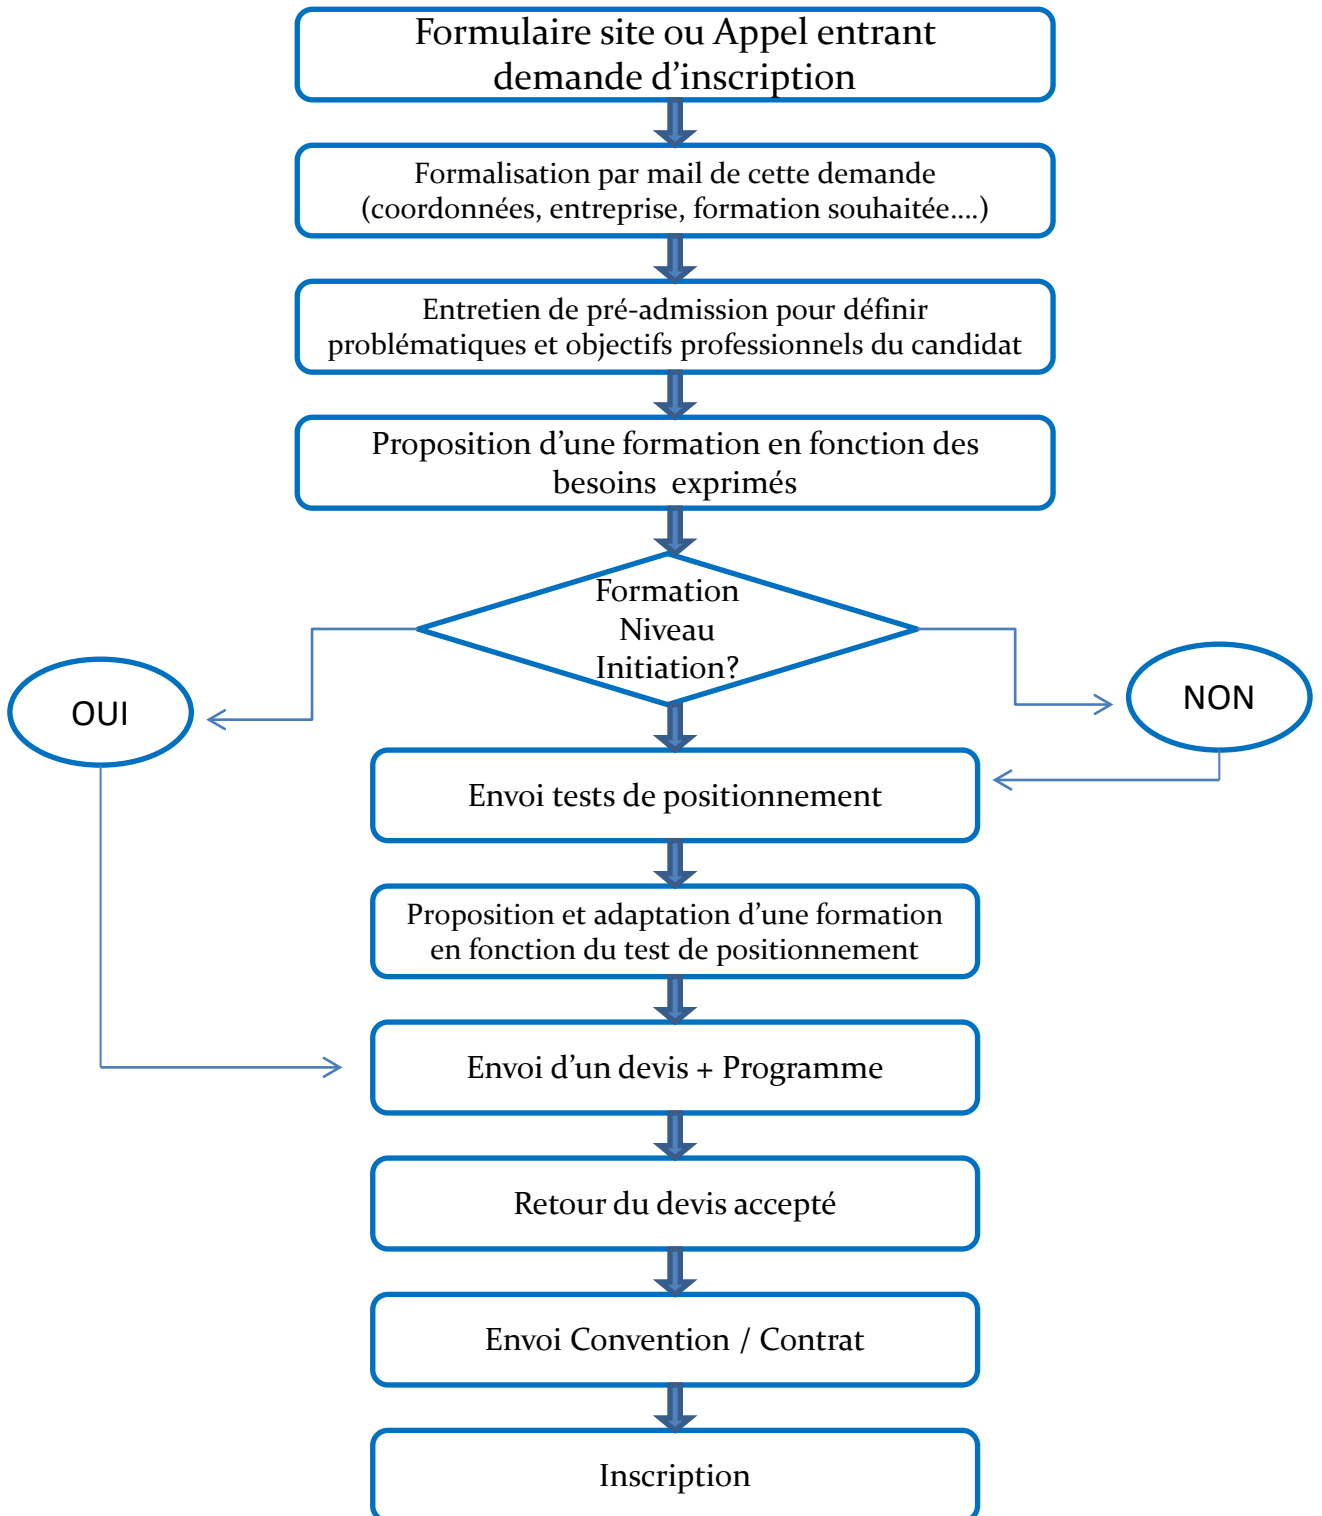 Formulaire site ou Appel entrant
demande d’inscription
Formalisation par mail de cette demande
(coordonnées, entreprise, formation souhaitée....)
Entretien de pré-admission pour définir
problématiques et objectifs professionnels du candidat
Proposition d’une formation en fonction des
besoins  exprimés
Formation
Niveau
Initiation?
OUI
NON
Envoi tests de positionnement
Proposition et adaptation d’une formation
en fonction du test de positionnement
Envoi d’un devis + Programme
Retour du devis accepté
Envoi Convention / Contrat
Inscription